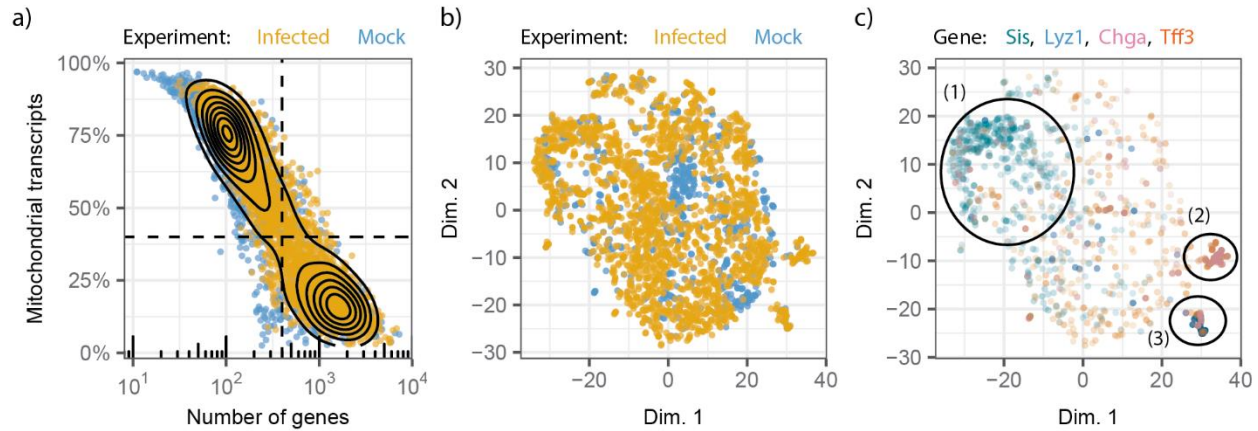 a)
Experiment: Infected Mock
Mitochondrial transcripts
100%
75%
50%
25%
0%
10^1 10^2 10^3 10^4
Number of genes
b)
Experiment: Infected Mock
Dim. 2
30
20
10
0
−10
−20
−30
−20 0 20 40
Dim. 1
c)
Gene: Sis, Lyz1, Chga, Tff3
Dim. 2
30
20
10
0
−10
−20
−30
(1)
(2)
(3)
−20 0 20 40
Dim. 1